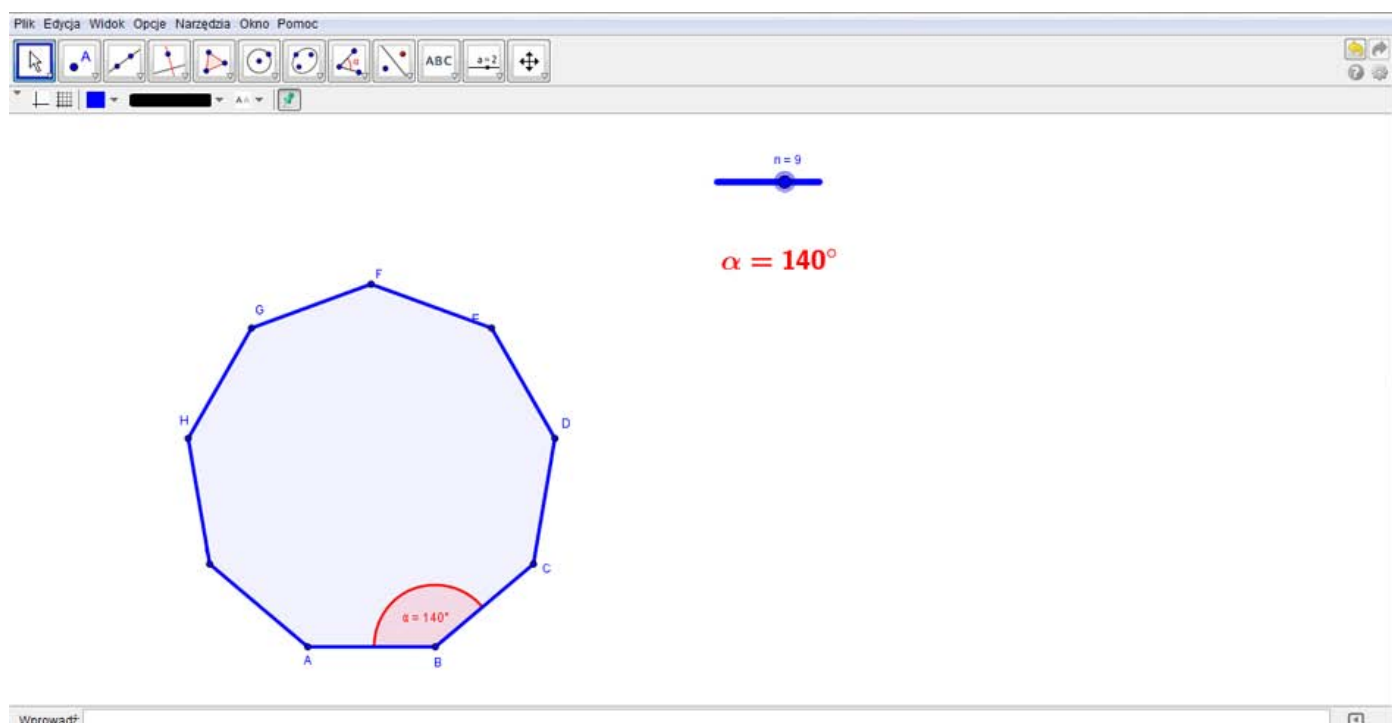 Plik Edycja Widok Opcje Narzędzia Okno Pomoc
A α ABC a=2
A A
n = 9
α = 140°
F
G
E
H
D
C
α = 140°
A
B
Wprowadź: